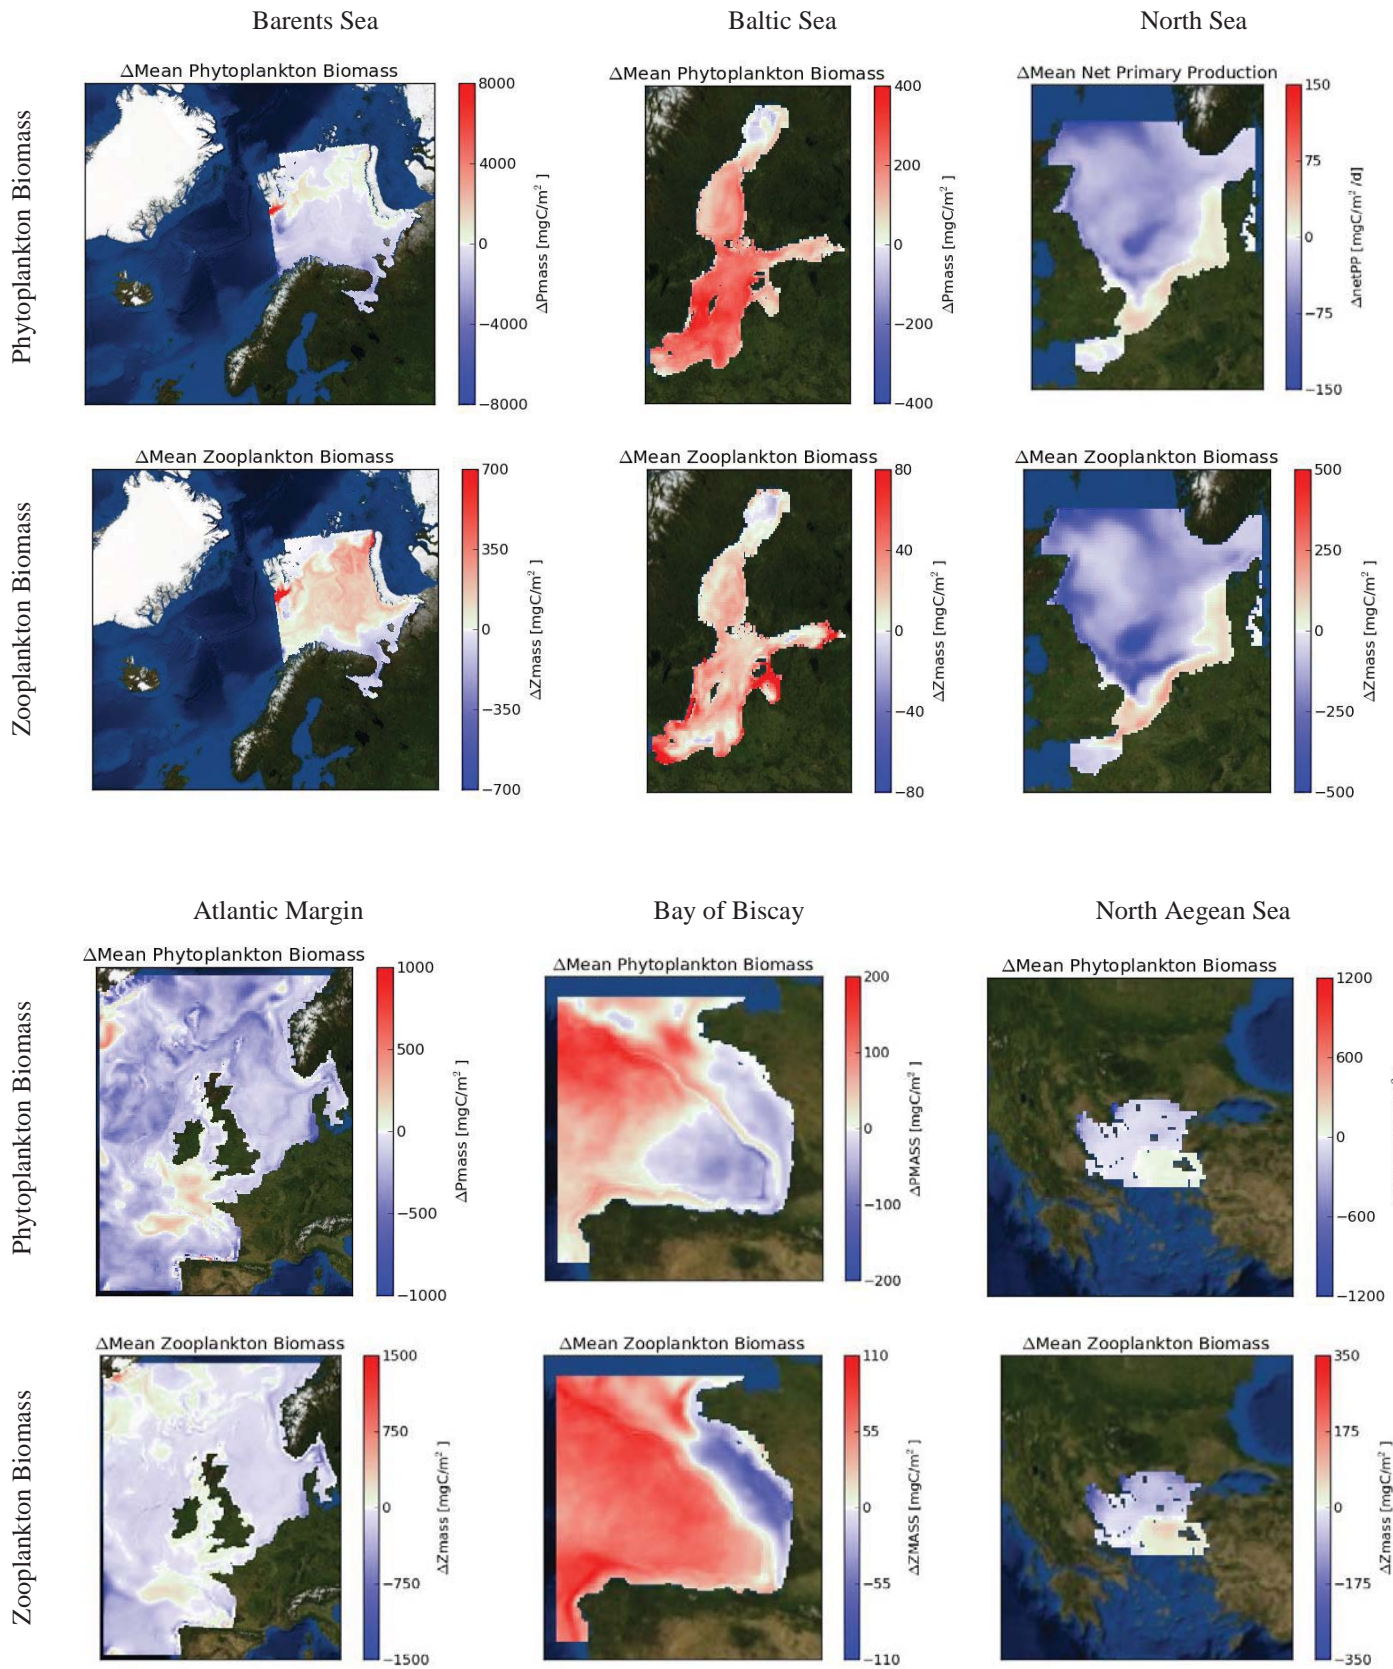 Barents Sea
Baltic Sea
North Sea
Phytoplankton Biomass
ΔMean Phytoplankton Biomass
8000
4000
0
−4000
−8000
ΔPmass [mgC/m² ]
ΔMean Phytoplankton Biomass
400
200
0
−200
−400
ΔPmass [mgC/m² ]
ΔMean Net Primary Production
150
75
0
−75
−150
ΔnetPP [mgC/m² /d]
Zooplankton Biomass
ΔMean Zooplankton Biomass
700
350
0
−350
−700
ΔZmass [mgC/m² ]
ΔMean Zooplankton Biomass
80
40
0
−40
−80
ΔZmass [mgC/m² ]
ΔMean Zooplankton Biomass
500
250
0
−250
−500
ΔZmass [mgC/m² ]
Atlantic Margin
Bay of Biscay
North Aegean Sea
Phytoplankton Biomass
ΔMean Phytoplankton Biomass
1000
500
0
−500
−1000
ΔPmass [mgC/m² ]
ΔMean Phytoplankton Biomass
200
100
0
−100
−200
ΔPMASS [mgC/m² ]
ΔMean Phytoplankton Biomass
1200
600
0
−600
−1200
Zooplankton Biomass
ΔMean Zooplankton Biomass
1500
750
0
−750
−1500
ΔZmass [mgC/m² ]
ΔMean Zooplankton Biomass
110
55
0
−55
−110
ΔZMASS [mgC/m² ]
ΔMean Zooplankton Biomass
350
175
0
−175
−350
ΔZmass [mgC/m² ]